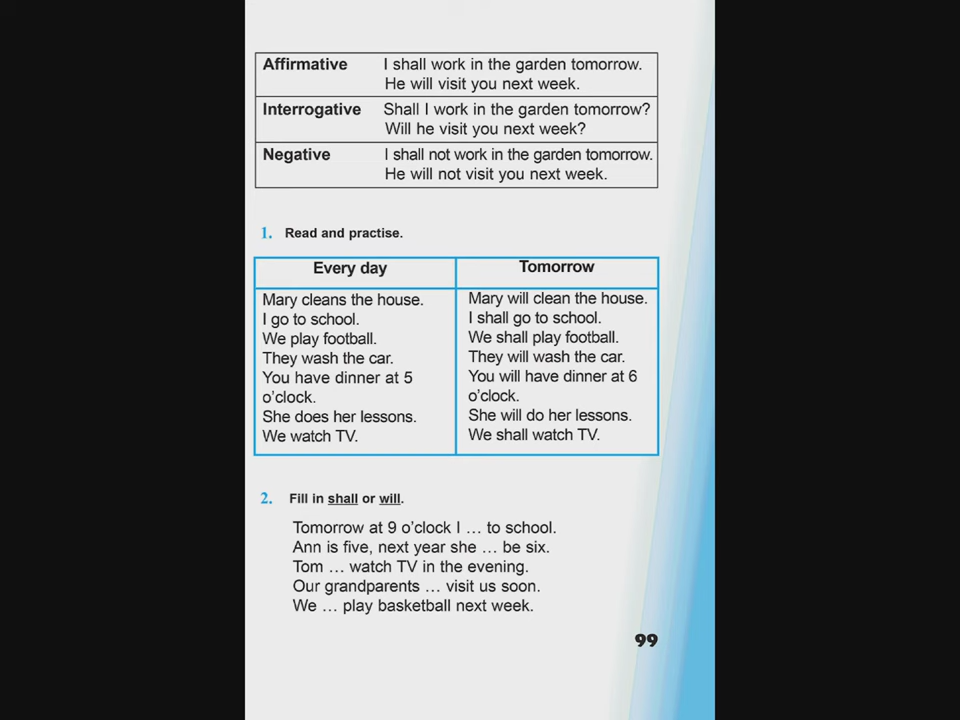 Affirmative I shall work in the garden tomorrow.
He will visit you next week.
Interrogative Shall I work in the garden tomorrow?
Will he visit you next week?
Negative I shall not work in the garden tomorrow.
He will not visit you next week.
1. Read and practise.
Every day
Mary cleans the house.
I go to school.
We play football.
They wash the car.
You have dinner at 5
o'clock.
She does her lessons.
We watch TV.
Tomorrow
Mary will clean the house.
I shall go to school.
We shall play football.
They will wash the car.
You will have dinner at 6
o'clock.
She will do her lessons.
We shall watch TV.
2. Fill in shall or will.
Tomorrow at 9 o'clock I … to school.
Ann is five, next year she … be six.
Tom … watch TV in the evening.
Our grandparents … visit us soon.
We … play basketball next week.
99